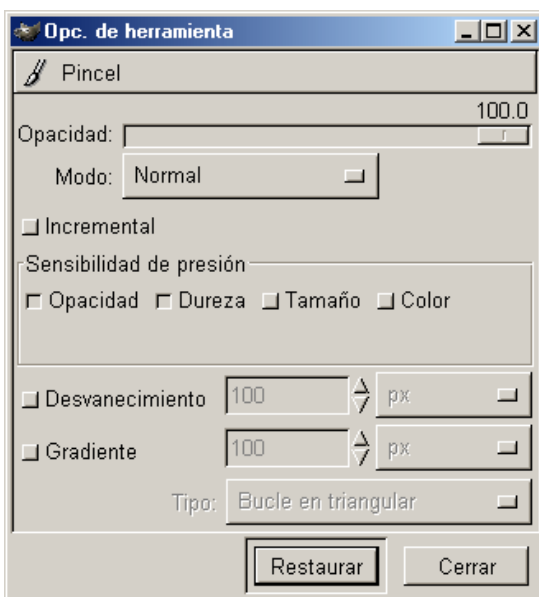 Opc. de herramienta
Pincel
100.0
Opacidad:
Modo: Normal
Incremental
Sensibilidad de presión
Opacidad Dureza Tamaño Color
Desvanecimiento 100 px
Gradiente 100 px
Tipo: Bucle en triangular
Restaurar Cerrar